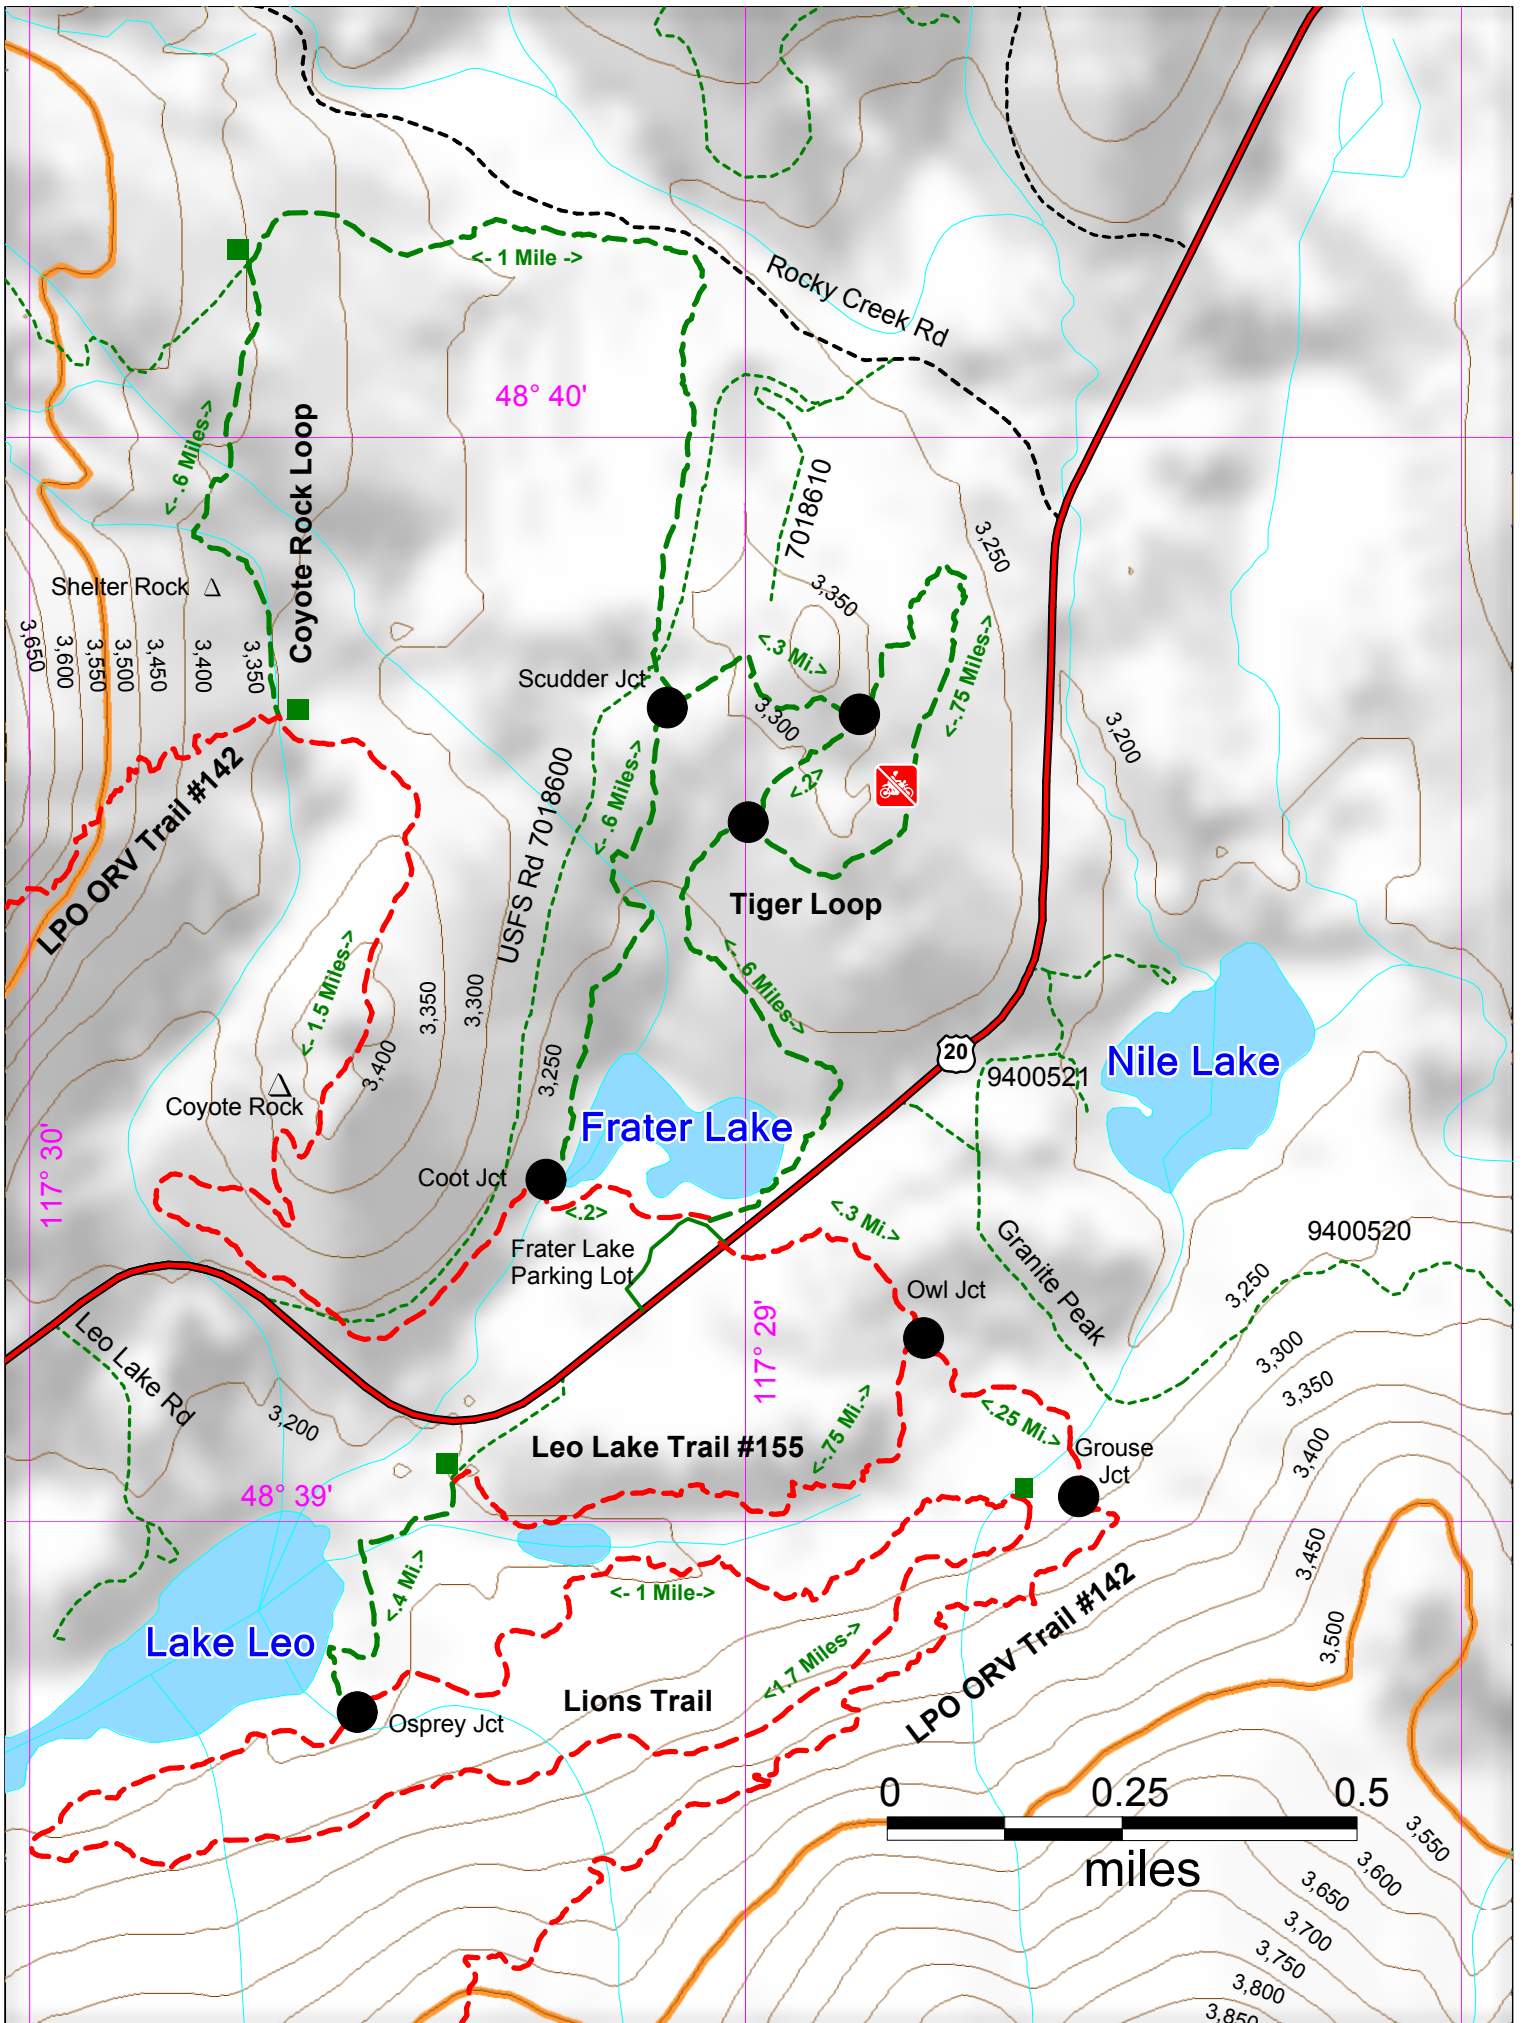 <- 1 Mile ->
Rocky Creek Rd
48° 40'
<- .6 Miles->
Coyote Rock Loop
7018610
3,250
3,350
Shelter Rock
3,650
3,600
3,550
3,500
3,450
3,400
3,350
<.3 Mi.>
<-.75 Miles->
Scudder Jct
3,300
3,200
LPO ORV Trail #142
USFS Rd 7018600
<- .6 Miles->
<.2>
Tiger Loop
<- .6 Miles->
<- 1.5 Miles->
3,350
3,300
3,400
3,250
20
9400521
Nile Lake
Coyote Rock
Frater Lake
117° 30'
Coot Jct
<.2>
<.3 Mi.>
Frater Lake
Parking Lot
Granite Peak
9400520
3,250
Owl Jct
Leo Lake Rd
117° 29'
3,300
3,350
3,200
<-.75 Mi.->
<.25 Mi.>
3,400
Leo Lake Trail #155
Grouse
Jct
48° 39'
3,450
<.4 Mi.>
<- 1 Mile->
LPO ORV Trail #142
3,500
Lake Leo
<1.7 Miles->
Lions Trail
Osprey Jct
0 0.25 0.5
miles
3,550
3,600
3,650
3,700
3,750
3,800
3,850